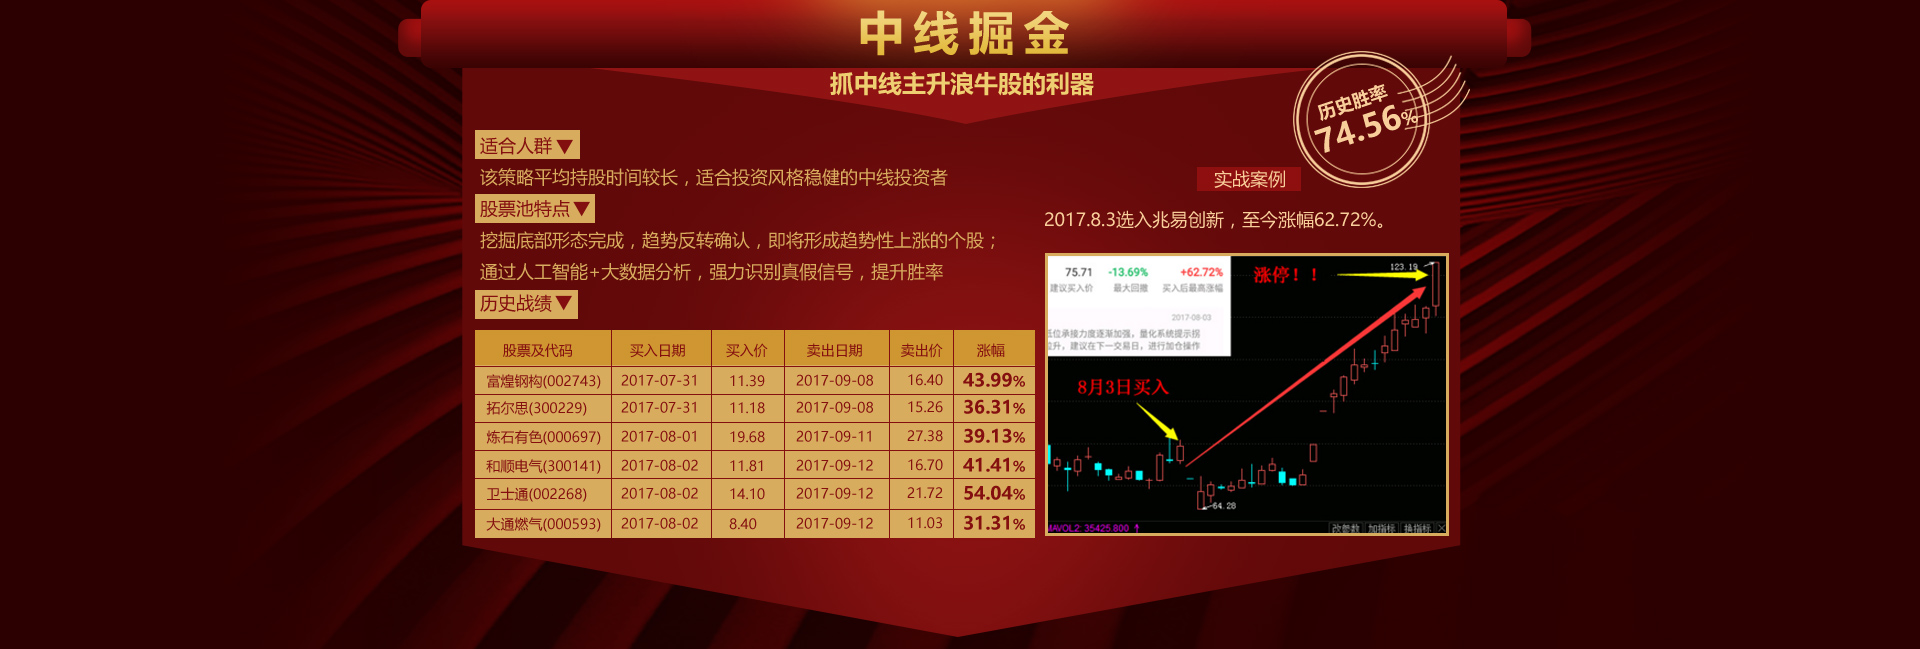 中线掘金
抓中线主升浪牛股的利器
历史胜率
74.56%
适合人群▼
该策略平均持股时间较长，适合投资风格稳健的中线投资者
股票池特点▼
挖掘底部形态完成，趋势反转确认，即将形成趋势性上涨的个股；
通过人工智能+大数据分析，强力识别真假信号，提升胜率
历史战绩▼
股票及代码 买入日期 买入价 卖出日期 卖出价 涨幅
富煌钢构(002743) 2017-07-31 11.39 2017-09-08 16.40 43.99%
拓尔思(300229) 2017-07-31 11.18 2017-09-08 15.26 36.31%
炼石有色(000697) 2017-08-01 19.68 2017-09-11 27.38 39.13%
和顺电气(300141) 2017-08-02 11.81 2017-09-12 16.70 41.41%
卫士通(002268) 2017-08-02 14.10 2017-09-12 21.72 54.04%
大通燃气(000593) 2017-08-02 8.40 2017-09-12 11.03 31.31%
实战案例
2017.8.3选入兆易创新，至今涨幅62.72%。
75.71 -13.69% +62.72%
建议买入价 最大回撤 买入后最高涨幅
2017-08-03
低位承接力度逐渐加强，量化系统提示拐
拉升，建议在下一交易日，进行加仓操作
涨停！！
123.19
8月3日买入
64.28
MAVOL2: 35425.800
改参数 加指标 换指标